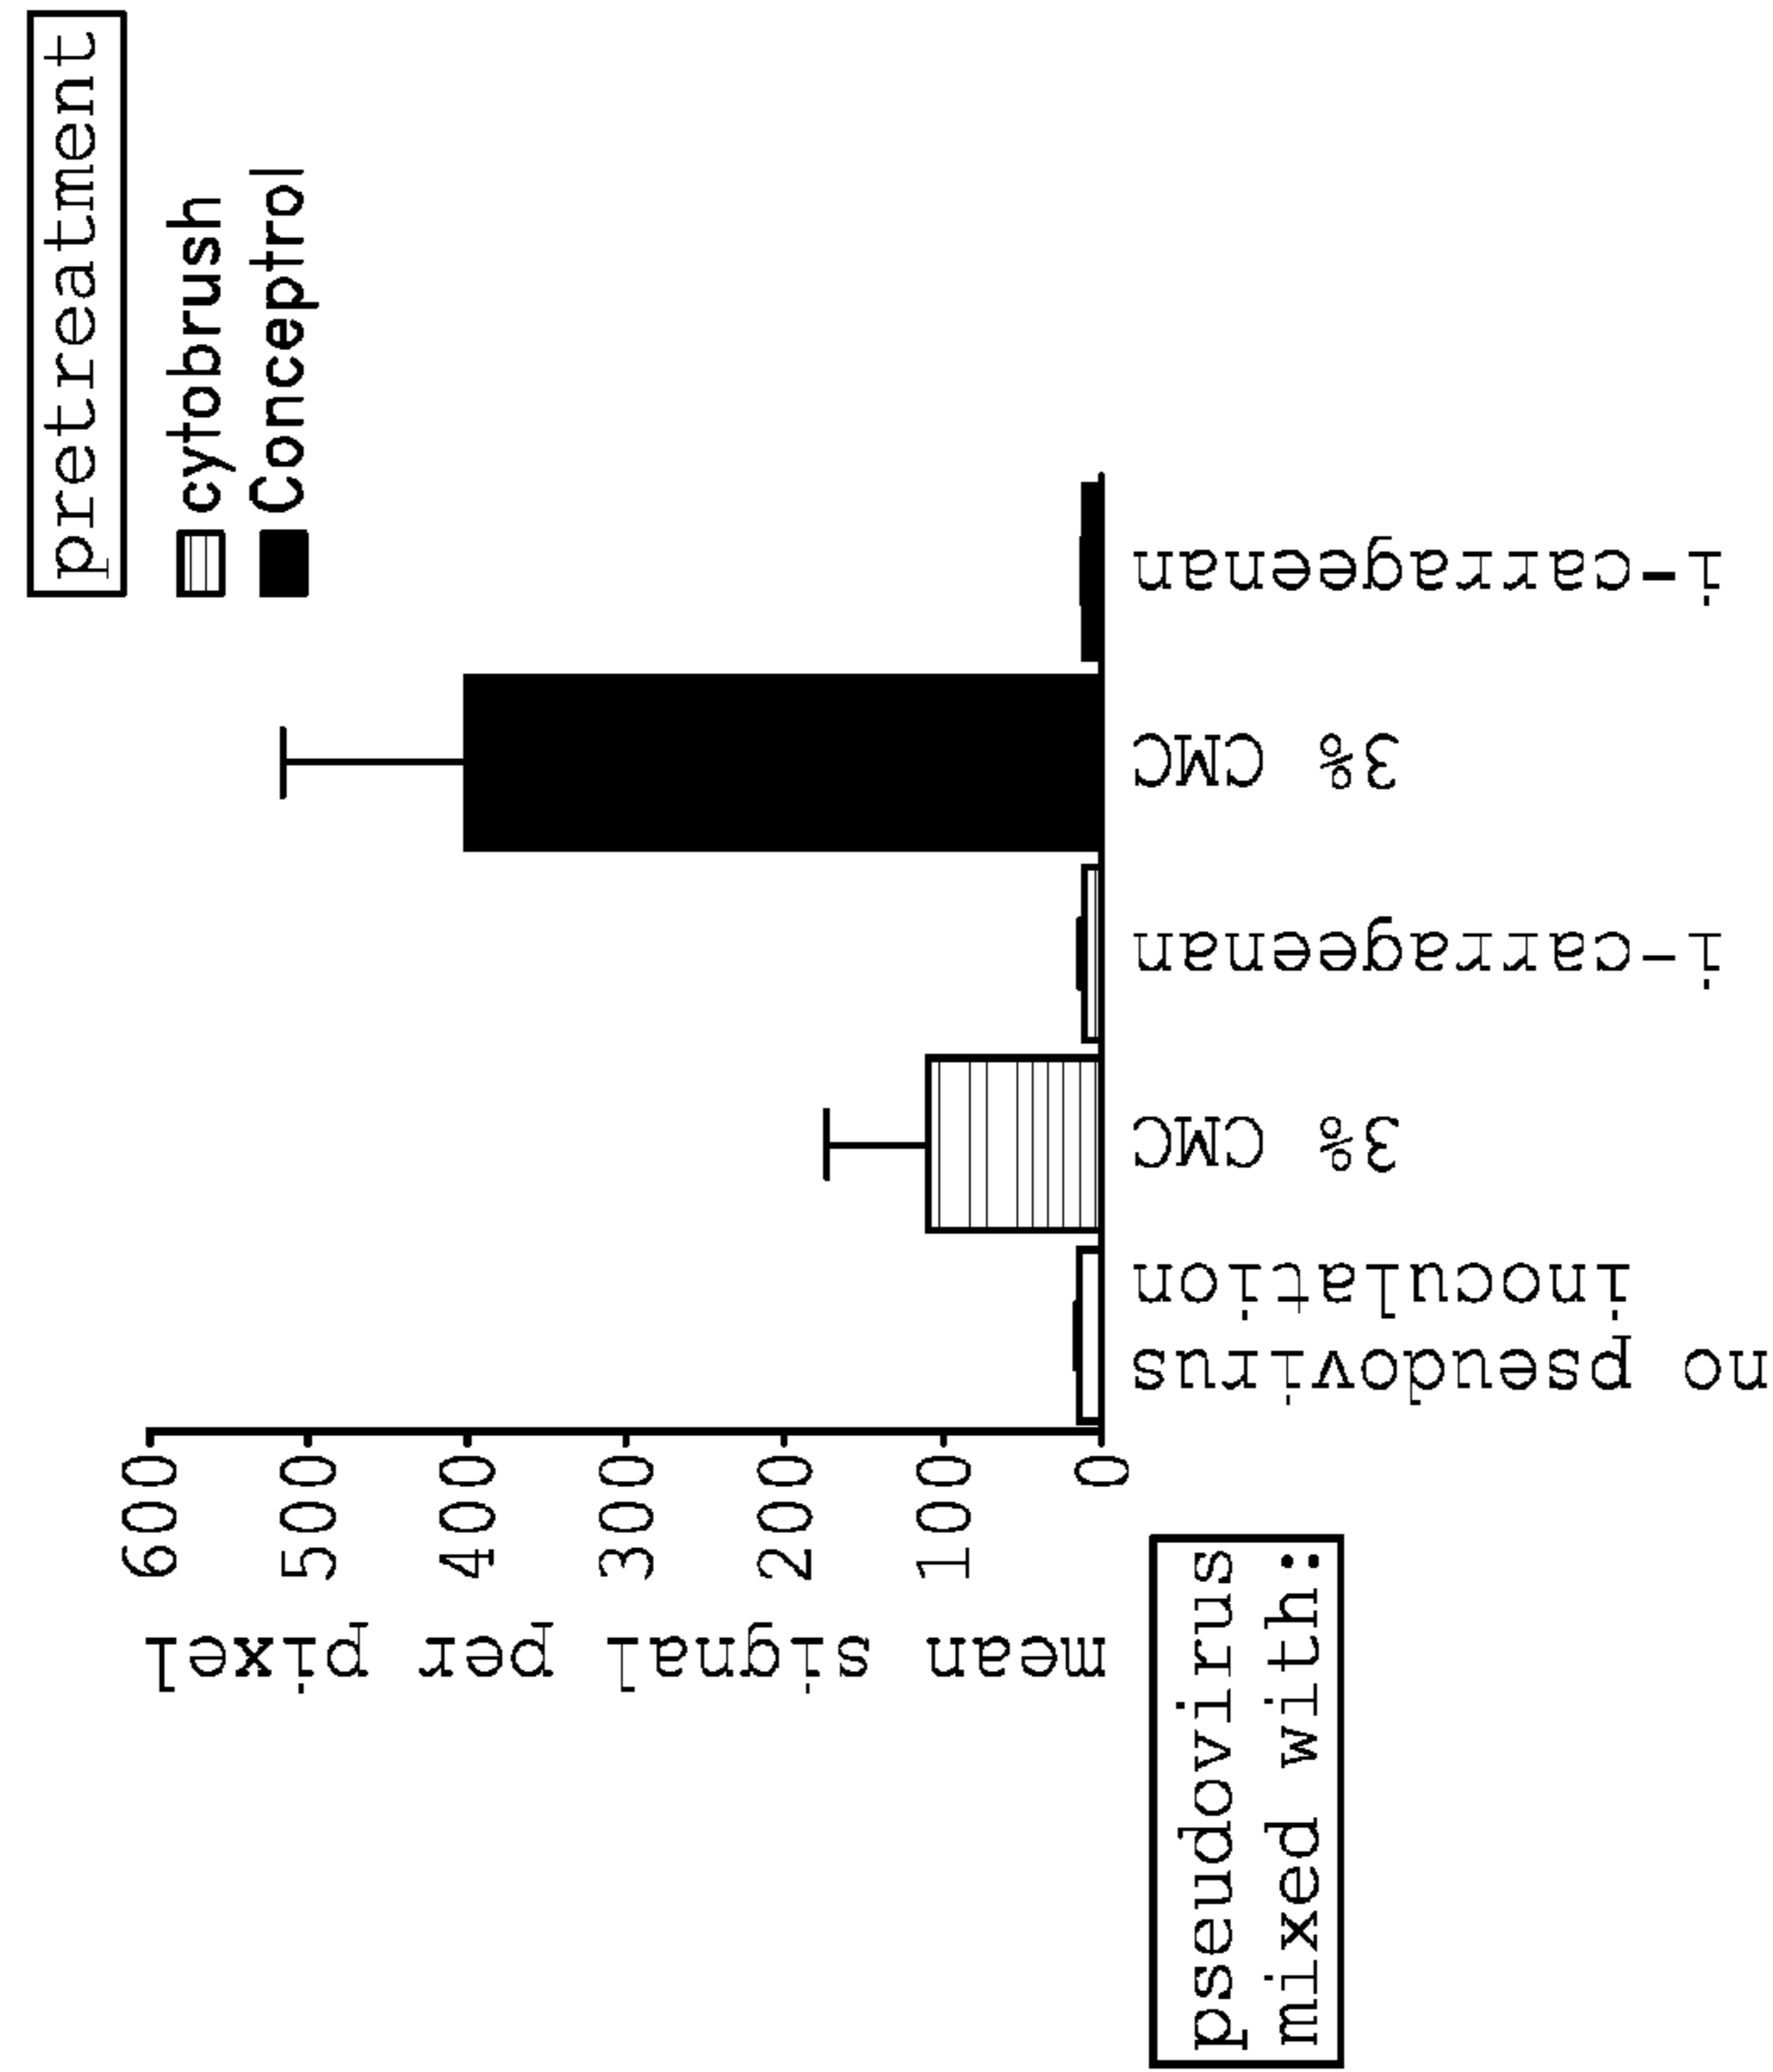 pretreatment
cytobrush
Conceptrol
mean signal per pixel
600
500
400
300
200
100
0
pseudovirus
mixed with:
no pseudovirus
inoculation
3% CMC
i-carrageenan
3% CMC
i-carrageenan